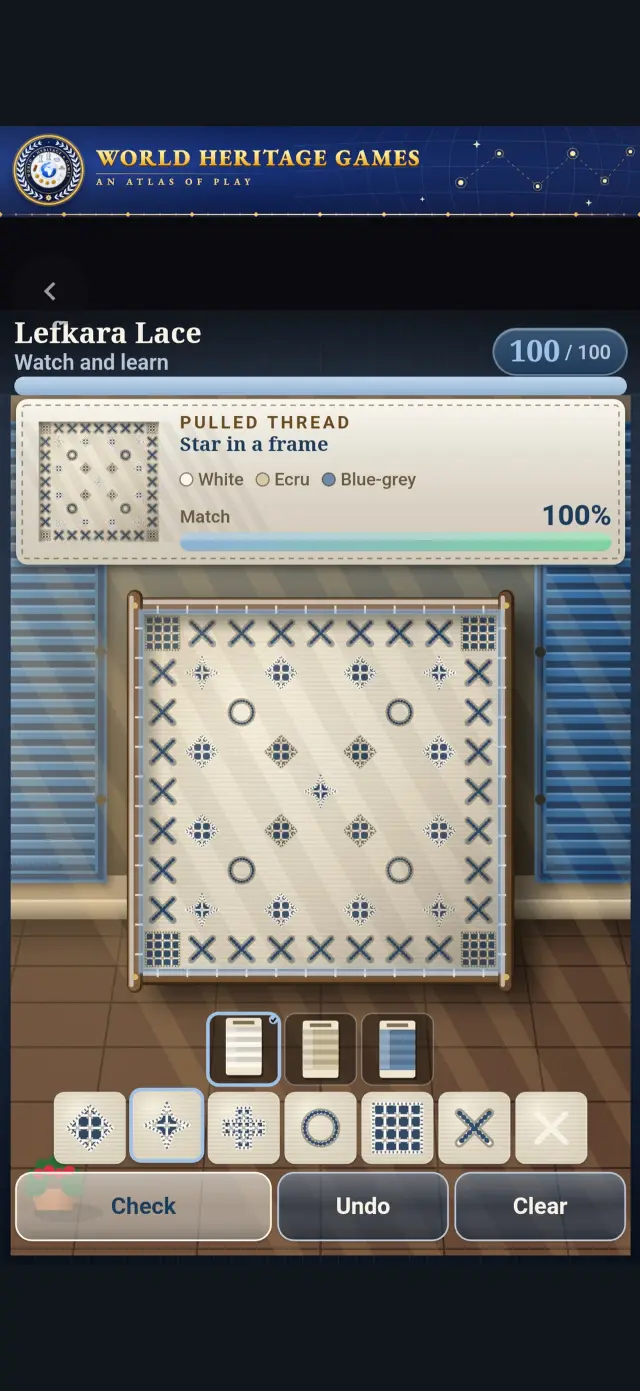 WORLD HERITAGE GAMES
AN ATLAS OF PLAY
Lefkara Lace
Watch and learn
100 / 100
PULLED THREAD
Star in a frame
White Ecru Blue-grey
Match 100%
Check Undo Clear